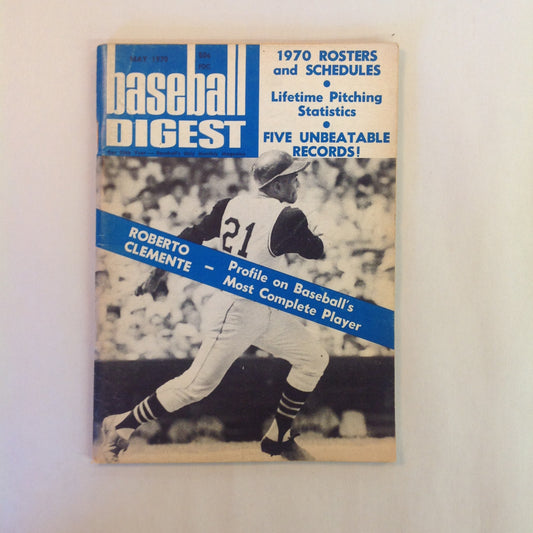 MAY 1970
50¢
baseball
DIGEST
1970 ROSTERS
and SCHEDULES
•
Lifetime Pitching
Statistics
•
FIVE UNBEATABLE
RECORDS!
21
ROBERTO
CLEMENTE –
Profile on Baseball's
Most Complete Player